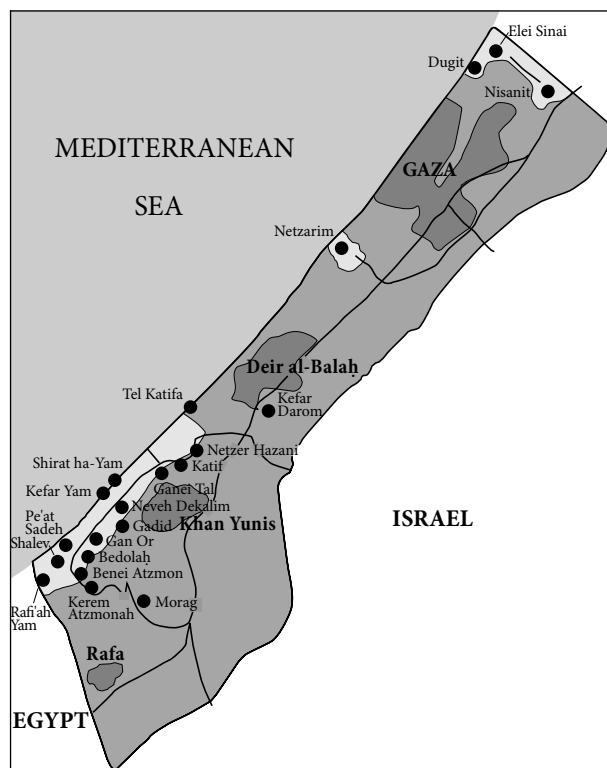 Elei Sinai
Dugit
Nisanit
MEDITERRANEAN
SEA
GAZA
Netzarim
Deir al-Balaḥ
Tel Katifa
Kefar
Darom
Netzer Hazani
Shirat ha-Yam
Katif
Kefar Yam
Ganei Tal
Neveh Dekalim
Pe'at
Sadeh
Gadid
Khan Yunis
ISRAEL
Shalev
Gan Or
Bedolaḥ
Benei Atzmon
Rafi'ah
Yam
Kerem
Atzmonah
Morag
Rafa
EGYPT